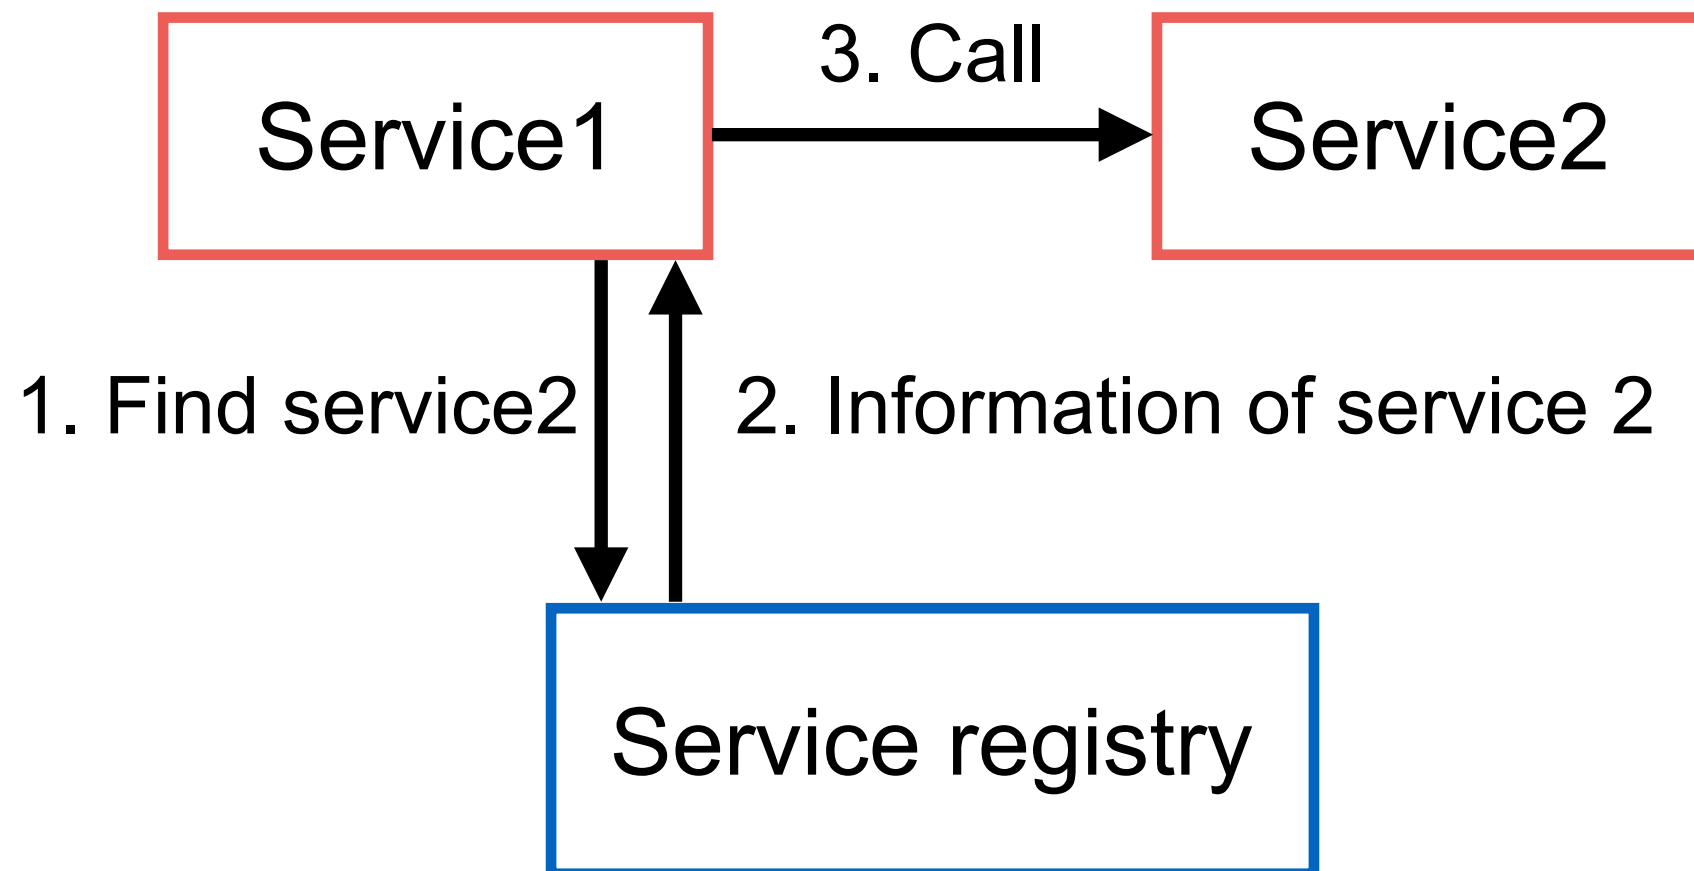 3. Call
Service1
Service2
1. Find service2
2. Information of service 2
Service registry